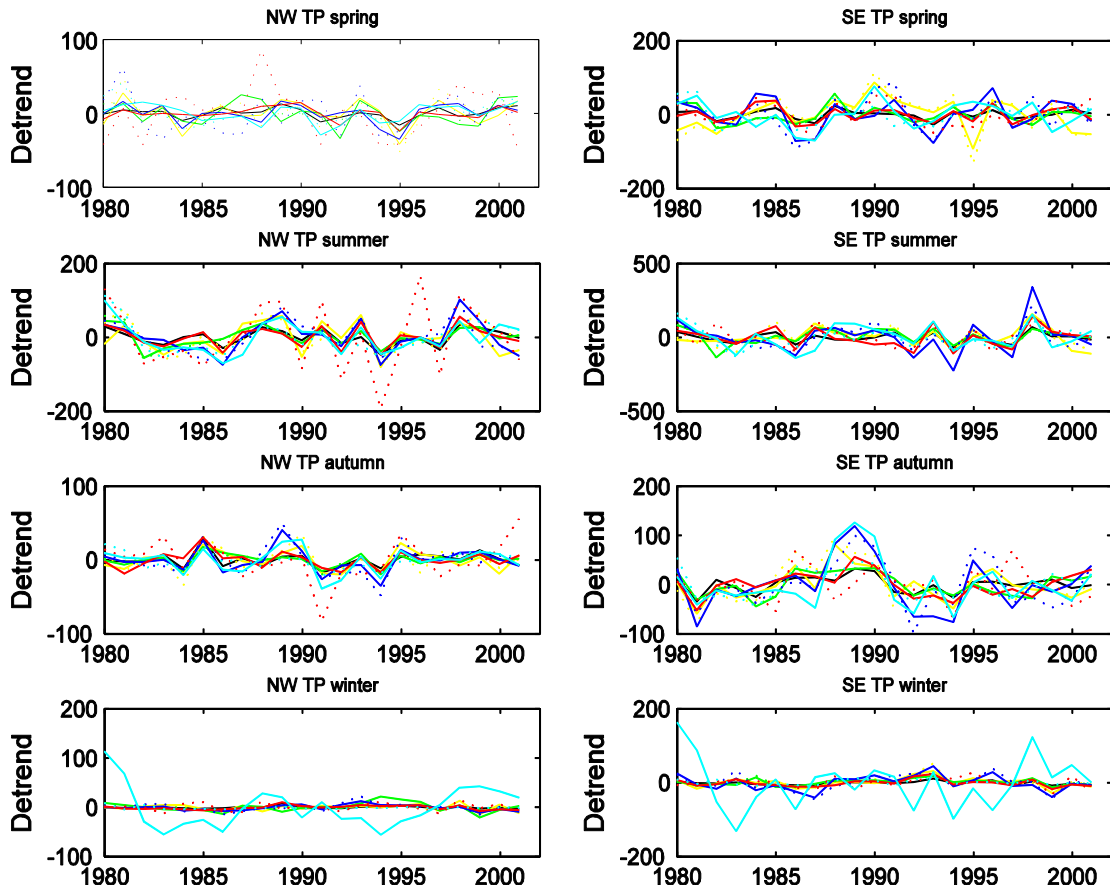 NW TP spring
100
0
-100
Detrend
1980 1985 1990 1995 2000
SE TP spring
200
0
-200
Detrend
1980 1985 1990 1995 2000
NW TP summer
200
0
-200
Detrend
1980 1985 1990 1995 2000
SE TP summer
500
0
-500
Detrend
1980 1985 1990 1995 2000
NW TP autumn
100
0
-100
Detrend
1980 1985 1990 1995 2000
SE TP autumn
200
100
0
-100
Detrend
1980 1985 1990 1995 2000
NW TP winter
200
100
0
-100
Detrend
1980 1985 1990 1995 2000
SE TP winter
200
0
-200
Detrend
1980 1985 1990 1995 2000